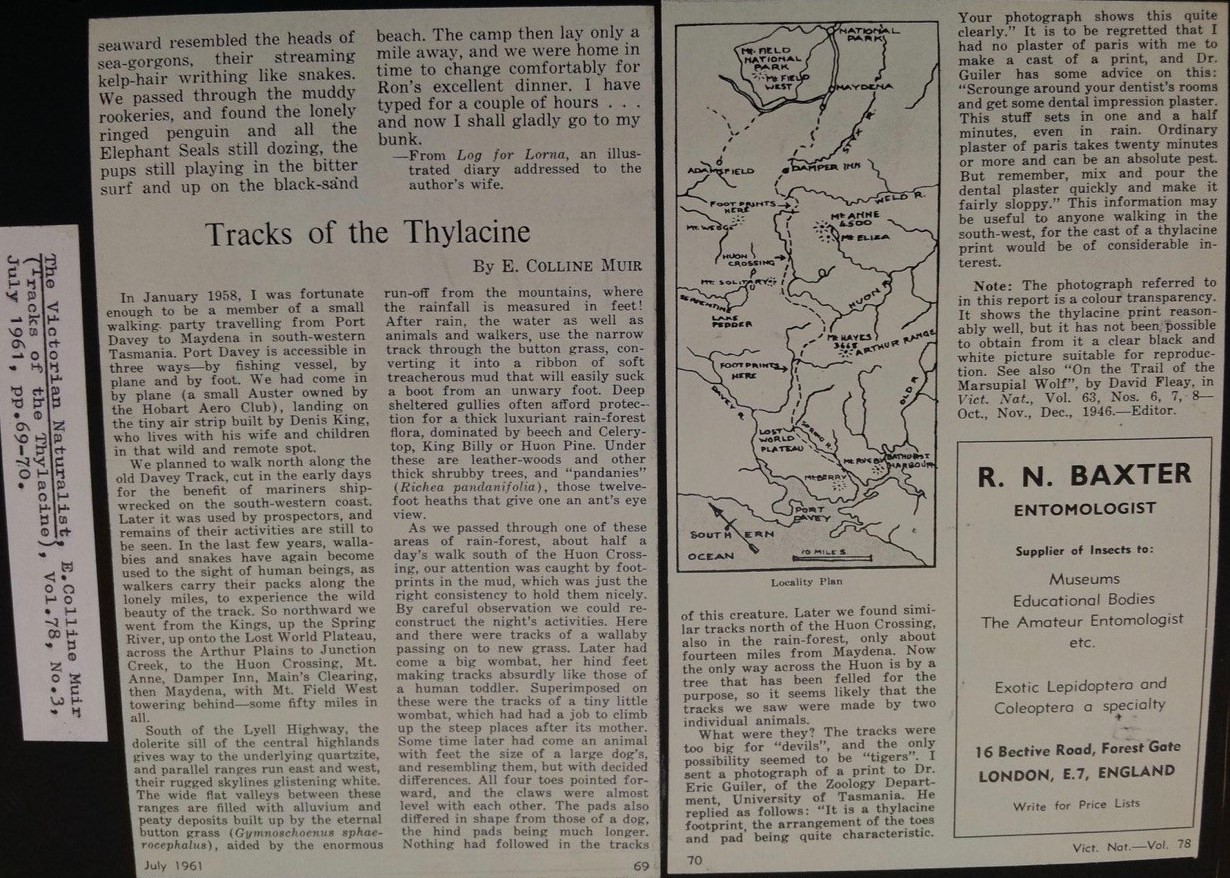 seaward resembled the heads of
sea-gorgons, their streaming
kelp-hair writhing like snakes.
We passed through the muddy
rookeries, and found the lonely
ringed penguin and all the
Elephant Seals still dozing, the
pups still playing in the bitter
surf and up on the black-sand
beach. The camp then lay only a
mile away, and we were home in
time to change comfortably for
Ron's excellent dinner. I have
typed for a couple of hours . . .
and now I shall gladly go to my
bunk.
—From Log for Lorna, an illus-
trated diary addressed to the
author's wife.
Tracks of the Thylacine
By E. COLLINE MUIR
In January 1958, I was fortunate
enough to be a member of a small
walking party travelling from Port
Davey to Maydena in south-western
Tasmania. Port Davey is accessible in
three ways—by fishing vessel, by
plane and by foot. We had come in
by plane (a small Auster owned by
the Hobart Aero Club), landing on
the tiny air strip built by Denis King,
who lives with his wife and children
in that wild and remote spot.
We planned to walk north along the
old Davey Track, cut in the early days
for the benefit of mariners ship-
wrecked on the south-western coast.
Later it was used by prospectors, and
remains of their activities are still to
be seen. In the last few years, walla-
bies and snakes have again become
used to the sight of human beings, as
walkers carry their packs along the
lonely miles, to experience the wild
beauty of the track. So northward we
went from the Kings, up the Spring
River, up onto the Lost World Plateau,
across the Arthur Plains to Junction
Creek, to the Huon Crossing, Mt.
Anne, Damper Inn, Main's Clearing,
then Maydena, with Mt. Field West
towering behind—some fifty miles in
all.
South of the Lyell Highway, the
dolerite sill of the central highlands
gives way to the underlying quartzite,
and parallel ranges run east and west,
their rugged skylines glistening white.
The wide flat valleys between these
ranges are filled with alluvium and
peaty deposits built up by the eternal
button grass (Gymnoschoenus sphae-
rocephalus), aided by the enormous
run-off from the mountains, where
the rainfall is measured in feet!
After rain, the water as well as
animals and walkers, use the narrow
track through the button grass, con-
verting it into a ribbon of soft
treacherous mud that will easily suck
a boot from an unwary foot. Deep
sheltered gullies often afford protec-
tion for a thick luxuriant rain-forest
flora, dominated by beech and Celery-
top, King Billy or Huon Pine. Under
these are leather-woods and other
thick shrubby trees, and "pandanies"
(Richea pandanifolia), those twelve-
foot heaths that give one an ant's eye
view.
As we passed through one of these
areas of rain-forest, about half a
day's walk south of the Huon Cross-
ing, our attention was caught by foot-
prints in the mud, which was just the
right consistency to hold them nicely.
By careful observation we could re-
construct the night's activities. Here
and there were tracks of a wallaby
passing on to new grass. Later had
come a big wombat, her hind feet
making tracks absurdly like those of
a human toddler. Superimposed on
these were the tracks of a tiny little
wombat, which had had a job to climb
up the steep places after its mother.
Some time later had come an animal
with feet the size of a large dog's,
and resembling them, but with decided
differences. All four toes pointed for-
ward, and the claws were almost
level with each other. The pads also
differed in shape from those of a dog,
the hind pads being much longer.
Nothing had followed in the tracks
July 1961
69
The Victorian Naturalist, E.Colline Muir
(Tracks of the Thylacine), Vol.78, No.3,
July 1961, pp.69-70.
NATIONAL
PARK
Mt. FIELD
NATIONAL
PARK
Mt FIELD
WEST
MAYDENA
ADAMSFIELD
DAMPER INN
WELD R.
FOOT PRINTS
HERE
Mt. WEDGE
Mt ANNE
4500
Mt ELIZA
HUON
CROSSING
Mt SOLITARY
HUON R.
SERPENTINE
LAKE
PEDDER
Mt HAYES
3665
ARTHUR RANGE
FOOT PRINTS
HERE
DAVEY R.
OLD R.
LOST
WORLD
PLATEAU
SPRING R.
Mt RUGBY
BATHURST
HARBOUR
Mt BERRY
PORT
DAVEY
SOUTHERN
OCEAN
10 MILES
Locality Plan
of this creature. Later we found simi-
lar tracks north of the Huon Crossing,
also in the rain-forest, only about
fourteen miles from Maydena. Now
the only way across the Huon is by a
tree that has been felled for the
purpose, so it seems likely that the
tracks we saw were made by two
individual animals.
What were they? The tracks were
too big for "devils", and the only
possibility seemed to be "tigers". I
sent a photograph of a print to Dr.
Eric Guiler, of the Zoology Depart-
ment, University of Tasmania. He
replied as follows: "It is a thylacine
footprint, the arrangement of the toes
and pad being quite characteristic.
70
Your photograph shows this quite
clearly." It is to be regretted that I
had no plaster of paris with me to
make a cast of a print, and Dr.
Guiler has some advice on this:
"Scrounge around your dentist's rooms
and get some dental impression plaster.
This stuff sets in one and a half
minutes, even in rain. Ordinary
plaster of paris takes twenty minutes
or more and can be an absolute pest.
But remember, mix and pour the
dental plaster quickly and make it
fairly sloppy." This information may
be useful to anyone walking in the
south-west, for the cast of a thylacine
print would be of considerable in-
terest.
Note: The photograph referred to
in this report is a colour transparency.
It shows the thylacine print reason-
ably well, but it has not been possible
to obtain from it a clear black and
white picture suitable for reproduc-
tion. See also "On the Trail of the
Marsupial Wolf", by David Fleay, in
Vict. Nat., Vol. 63, Nos. 6, 7, 8—
Oct., Nov., Dec., 1946.—Editor.
R. N. BAXTER
ENTOMOLOGIST
Supplier of Insects to:
Museums
Educational Bodies
The Amateur Entomologist
etc.
Exotic Lepidoptera and
Coleoptera a specialty
16 Bective Road, Forest Gate
LONDON, E.7, ENGLAND
Write for Price Lists
Vict. Nat.—Vol. 78